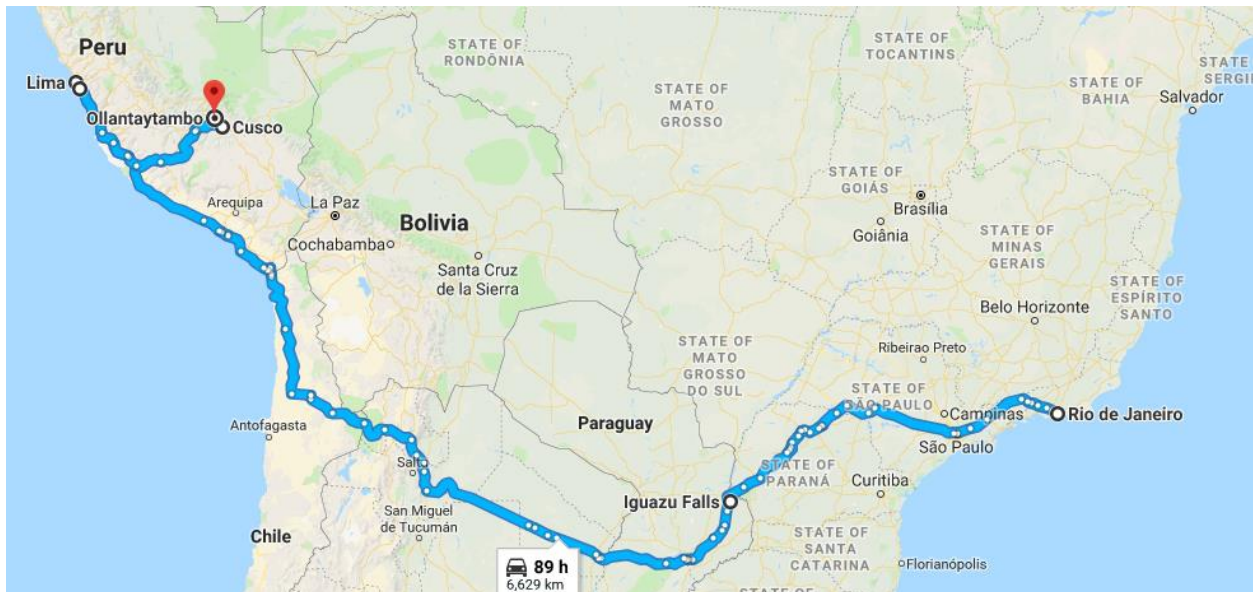 Peru
STATE OF
RONDÔNIA
STATE OF
TOCANTINS
STATE OF
BAHIA
STATE
SERGI
Lima
STATE OF
MATO
GROSSO
Salvador
Ollantaytambo
Cusco
STATE OF
GOIÁS
Arequipa
La Paz
Brasília
Bolivia
Goiânia
STATE OF
MINAS
GERAIS
Cochabamba
Santa Cruz
de la Sierra
STATE OF
ESPÍRITO
SANTO
Belo Horizonte
STATE OF
MATO
GROSSO
DO SUL
Ribeirao Preto
STATE OF
SÃO PAULO
Campinas
Rio de Janeiro
Antofagasta
Paraguay
São Paulo
Salta
STATE OF
PARANÁ
Curitiba
Iguazu Falls
San Miguel
de Tucumán
Chile
STATE OF
SANTA
CATARINA
89 h
6,629 km
Florianópolis
STATE OF